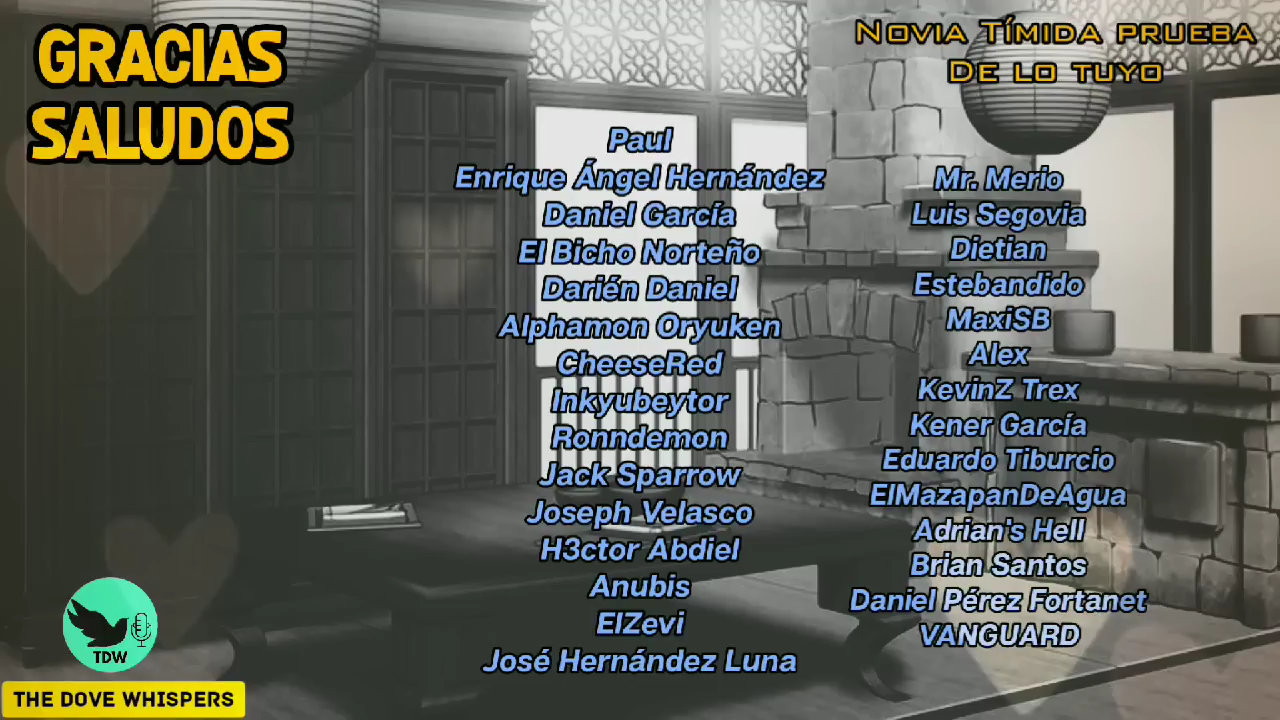 GRACIAS
SALUDOS
Novia Tímida prueba
De lo tuyo
Paul
Enrique Ángel Hernández
Daniel García
El Bicho Norteño
Darién Daniel
Alphamon Oryuken
CheeseRed
Inkyubeytor
Ronndemon
Jack Sparrow
Joseph Velasco
H3ctor Abdiel
Anubis
ElZevi
José Hernández Luna
Mr. Merio
Luis Segovia
Dietian
Estebandido
MaxiSB
Alex
KevinZ Trex
Kener García
Eduardo Tiburcio
ElMazapanDeAgua
Adrian's Hell
Brian Santos
Daniel Pérez Fortanet
VANGUARD
TDW
THE DOVE WHISPERS